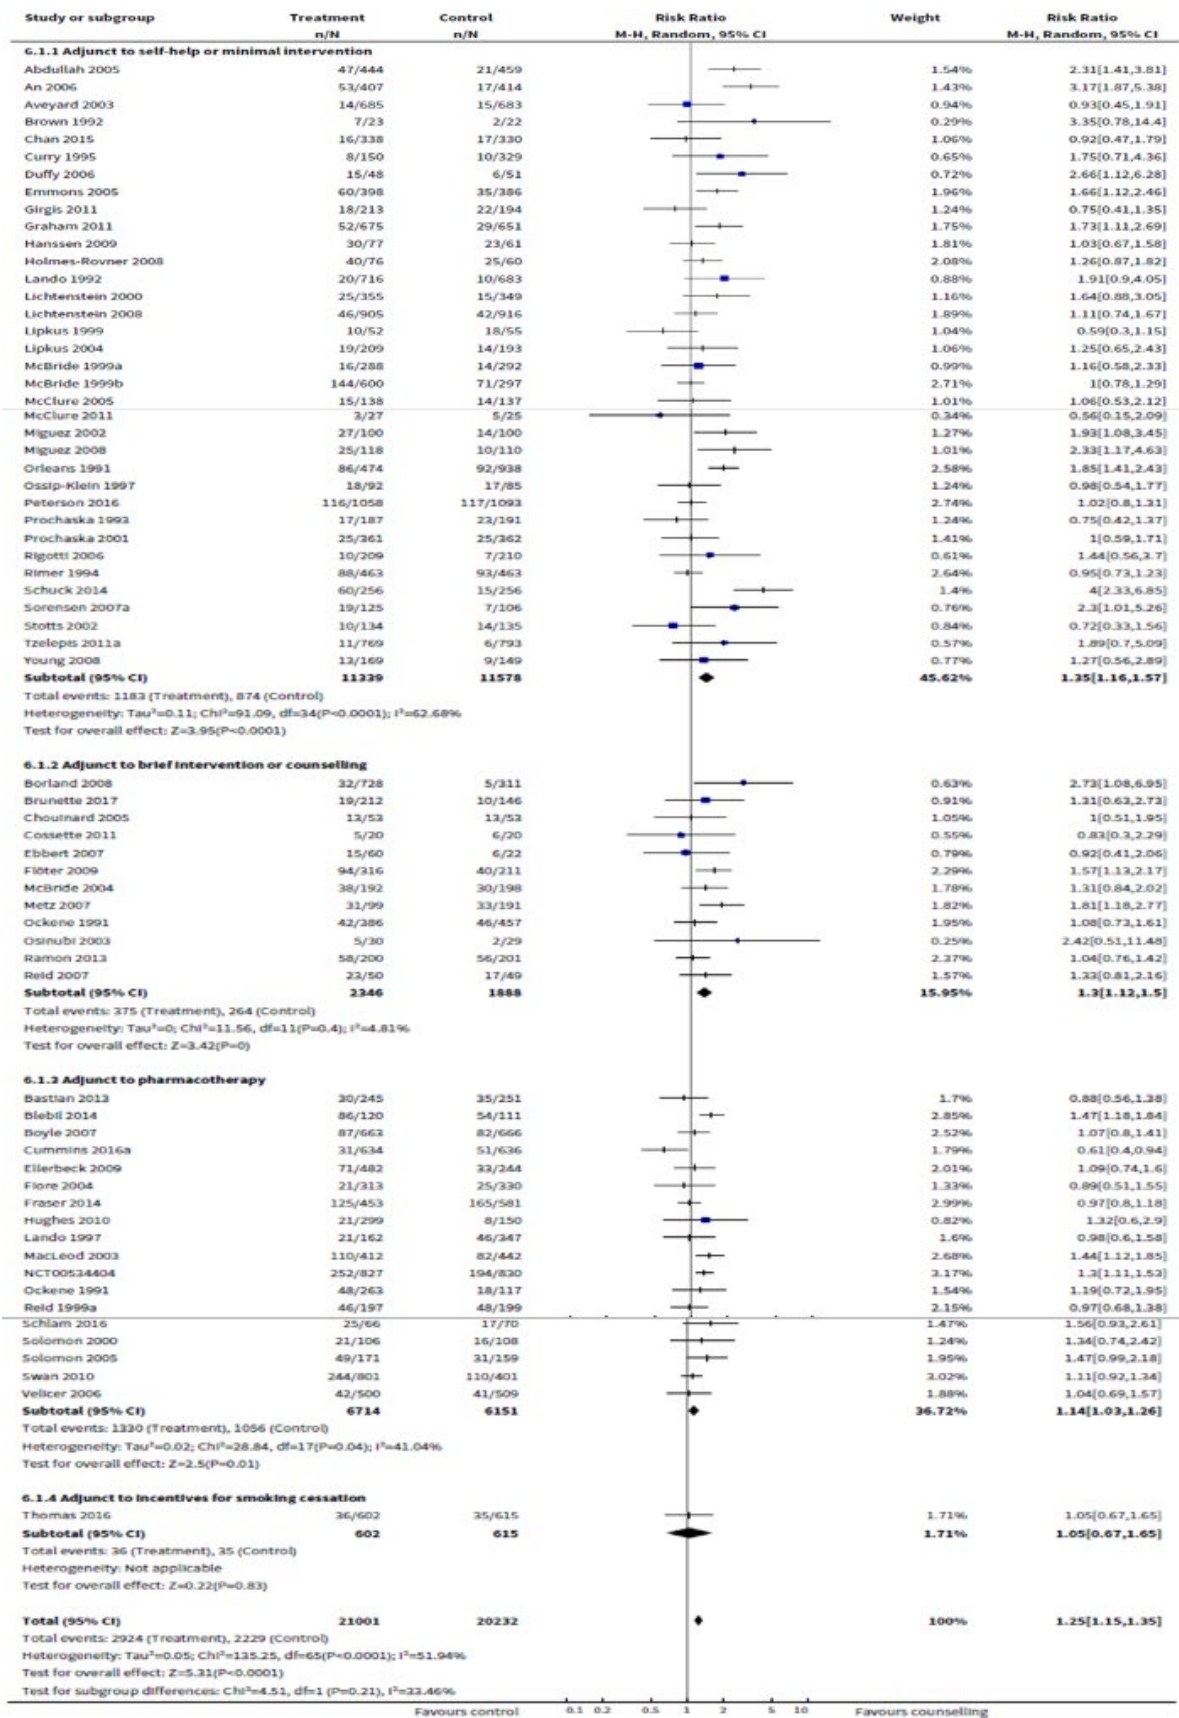 Study or subgroup Treatment Control Risk Ratio Weight Risk Ratio
n/N n/N M-H, Random, 95% CI M-H, Random, 95% CI
6.1.1 Adjunct to self-help or minimal intervention
Abdullah 2005 47/444 21/459 1.54% 2.31[1.41,3.81]
An 2006 53/407 17/414 1.43% 3.17[1.87,5.38]
Aveyard 2003 14/685 15/683 0.94% 0.93[0.45,1.91]
Brown 1992 7/23 2/22 0.29% 3.35[0.78,14.4]
Chan 2015 16/338 17/330 1.06% 0.92[0.47,1.79]
Curry 1995 8/150 10/329 0.65% 1.75[0.71,4.36]
Duffy 2006 15/48 6/51 0.72% 2.66[1.12,6.28]
Emmons 2005 60/398 35/386 1.96% 1.66[1.12,2.46]
Girgis 2011 18/213 22/194 1.24% 0.75[0.41,1.35]
Graham 2011 52/675 29/651 1.75% 1.73[1.11,2.69]
Hanssen 2009 30/77 23/61 1.81% 1.03[0.67,1.58]
Holmes-Rovner 2008 40/76 25/60 2.08% 1.26[0.87,1.82]
Lando 1992 20/716 10/683 0.88% 1.91[0.9,4.05]
Lichtenstein 2000 25/355 15/349 1.16% 1.64[0.88,3.05]
Lichtenstein 2008 46/905 42/916 1.89% 1.11[0.74,1.67]
Lipkus 1999 10/52 18/55 1.04% 0.59[0.3,1.15]
Lipkus 2004 19/209 14/193 1.06% 1.25[0.65,2.43]
McBride 1999a 16/288 14/292 0.99% 1.16[0.58,2.33]
McBride 1999b 144/600 71/297 2.71% 1[0.78,1.29]
McClure 2005 15/138 14/137 1.01% 1.06[0.53,2.12]
McClure 2011 3/27 5/25 0.34% 0.56[0.15,2.09]
Miguez 2002 27/100 14/100 1.27% 1.93[1.08,3.45]
Miguez 2008 25/118 10/110 1.01% 2.33[1.17,4.63]
Orleans 1991 86/474 92/938 2.58% 1.85[1.41,2.43]
Ossip-Klein 1997 18/92 17/85 1.24% 0.98[0.54,1.77]
Peterson 2016 116/1058 117/1093 2.74% 1.02[0.8,1.31]
Prochaska 1993 17/187 23/191 1.24% 0.75[0.42,1.37]
Prochaska 2001 25/361 25/362 1.41% 1[0.59,1.71]
Rigotti 2006 10/209 7/210 0.61% 1.44[0.56,3.7]
Rimer 1994 88/463 93/463 2.64% 0.95[0.73,1.23]
Schuck 2014 60/256 15/256 1.4% 4[2.33,6.85]
Sorensen 2007a 19/125 7/106 0.76% 2.3[1.01,5.26]
Stotts 2002 10/134 14/135 0.84% 0.72[0.33,1.56]
Tzelepis 2011a 11/769 6/793 0.57% 1.89[0.7,5.09]
Young 2008 13/169 9/149 0.77% 1.27[0.56,2.89]
Subtotal (95% CI) 11339 11578 45.62% 1.35[1.16,1.57]
Total events: 1183 (Treatment), 874 (Control)
Heterogeneity: Tau²=0.11; Chi²=91.09, df=34(P<0.0001); I²=62.68%
Test for overall effect: Z=3.95(P<0.0001)
6.1.2 Adjunct to brief intervention or counselling
Borland 2008 32/728 5/311 0.63% 2.73[1.08,6.95]
Brunette 2017 19/212 10/146 0.91% 1.31[0.63,2.73]
Chouinard 2005 13/53 13/53 1.05% 1[0.51,1.95]
Cossette 2011 5/20 6/20 0.55% 0.83[0.3,2.29]
Ebbert 2007 15/60 6/22 0.79% 0.92[0.41,2.06]
Flöter 2009 94/316 40/211 2.29% 1.57[1.13,2.17]
McBride 2004 38/192 30/198 1.78% 1.31[0.84,2.02]
Metz 2007 31/99 33/191 1.82% 1.81[1.18,2.77]
Ockene 1991 42/386 46/457 1.95% 1.08[0.73,1.61]
Osinubi 2003 5/30 2/29 0.25% 2.42[0.51,11.48]
Ramon 2013 58/200 56/201 2.37% 1.04[0.76,1.42]
Reid 2007 23/50 17/49 1.57% 1.33[0.81,2.16]
Subtotal (95% CI) 2346 1888 15.95% 1.3[1.12,1.5]
Total events: 375 (Treatment), 264 (Control)
Heterogeneity: Tau²=0; Chi²=11.56, df=11(P=0.4); I²=4.81%
Test for overall effect: Z=3.42(P=0)
6.1.3 Adjunct to pharmacotherapy
Bastian 2013 30/245 35/251 1.7% 0.88[0.56,1.38]
Blebil 2014 86/120 54/111 2.85% 1.47[1.18,1.84]
Boyle 2007 87/663 82/666 2.52% 1.07[0.8,1.41]
Cummins 2016a 31/634 51/636 1.79% 0.61[0.4,0.94]
Ellerbeck 2009 71/482 33/244 2.01% 1.09[0.74,1.6]
Fiore 2004 21/313 25/330 1.33% 0.89[0.51,1.55]
Fraser 2014 125/453 165/581 2.99% 0.97[0.8,1.18]
Hughes 2010 21/299 8/150 0.82% 1.32[0.6,2.9]
Lando 1997 21/162 46/347 1.6% 0.98[0.6,1.58]
MacLeod 2003 110/412 82/442 2.68% 1.44[1.12,1.85]
NCT00534404 252/827 194/830 3.17% 1.3[1.11,1.53]
Ockene 1991 48/263 18/117 1.54% 1.19[0.72,1.95]
Reid 1999a 46/197 48/199 2.15% 0.97[0.68,1.38]
Schlam 2016 25/66 17/70 1.47% 1.56[0.93,2.61]
Solomon 2000 21/106 16/108 1.24% 1.34[0.74,2.42]
Solomon 2005 49/171 31/159 1.95% 1.47[0.99,2.18]
Swan 2010 244/801 110/401 3.02% 1.11[0.92,1.34]
Velicer 2006 42/500 41/509 1.88% 1.04[0.69,1.57]
Subtotal (95% CI) 6714 6151 36.72% 1.14[1.03,1.26]
Total events: 1330 (Treatment), 1056 (Control)
Heterogeneity: Tau²=0.02; Chi²=28.84, df=17(P=0.04); I²=41.04%
Test for overall effect: Z=2.5(P=0.01)
6.1.4 Adjunct to incentives for smoking cessation
Thomas 2016 36/602 35/615 1.71% 1.05[0.67,1.65]
Subtotal (95% CI) 602 615 1.71% 1.05[0.67,1.65]
Total events: 36 (Treatment), 35 (Control)
Heterogeneity: Not applicable
Test for overall effect: Z=0.22(P=0.83)
Total (95% CI) 21001 20232 100% 1.25[1.15,1.35]
Total events: 2924 (Treatment), 2229 (Control)
Heterogeneity: Tau²=0.05; Chi²=135.25, df=65(P<0.0001); I²=51.94%
Test for overall effect: Z=5.31(P<0.0001)
Test for subgroup differences: Chi²=4.51, df=1 (P=0.21), I²=33.46%
Favours control 0.1 0.2 0.5 1 2 5 10 Favours counselling